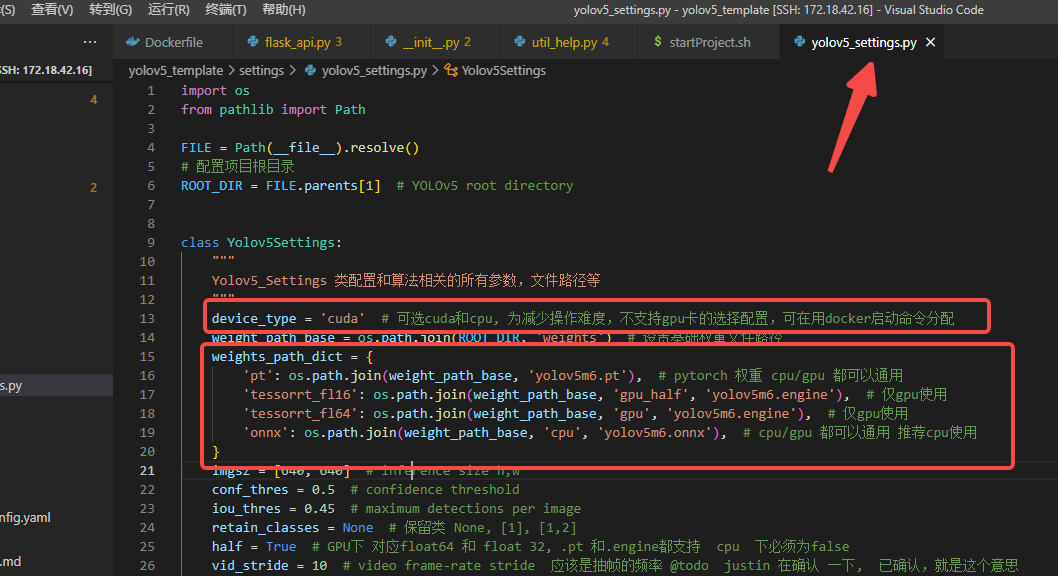 (S) 查看(V) 转到(G) 运行(R) 终端(T) 帮助(H) yolov5_settings.py - yolov5_template [SSH: 172.18.42.16] - Visual Studio Code
··· Dockerfile flask_api.py 3 __init__.py 2 util_help.py 4 $ startProject.sh yolov5_settings.py ×
SSH: 172.18.42.16] yolov5_template > settings > yolov5_settings.py > Yolov5Settings
4
2
s.py
nfig.yaml
.md
1 import os
2 from pathlib import Path
3
4 FILE = Path(__file__).resolve()
5 # 配置项目根目录
6 ROOT_DIR = FILE.parents[1]  # YOLOv5 root directory
7
8
9 class Yolov5Settings:
10 """
11 Yolov5_Settings 类配置和算法相关的所有参数，文件路径等
12 """
13 device_type = 'cuda'  # 可选cuda和cpu, 为减少操作难度，不支持gpu卡的选择配置，可在用docker启动命令分配
14 weight_path_base = os.path.join(ROOT_DIR, 'weights')  # 设置基础权重文件路径
15 weights_path_dict = {
16 'pt': os.path.join(weight_path_base, 'yolov5m6.pt'),  # pytorch 权重 cpu/gpu 都可以通用
17 'tessorrt_fl16': os.path.join(weight_path_base, 'gpu_half', 'yolov5m6.engine'),  # 仅gpu使用
18 'tessorrt_fl64': os.path.join(weight_path_base, 'gpu', 'yolov5m6.engine'),  # 仅gpu使用
19 'onnx': os.path.join(weight_path_base, 'cpu', 'yolov5m6.onnx'),  # cpu/gpu 都可以通用 推荐cpu使用
20 }
21 imgsz = [640, 640]  # inference size h,w
22 conf_thres = 0.5  # confidence threshold
23 iou_thres = 0.45  # maximum detections per image
24 retain_classes = None  # 保留类 None, [1], [1,2]
25 half = True  # GPU下 对应float64 和 float 32, .pt 和.engine都支持  cpu 下必须为false
26 vid_stride = 10  # video frame-rate stride  应该是抽帧的频率 @todo  justin 在确认 一下， 已确认，就是这个意思